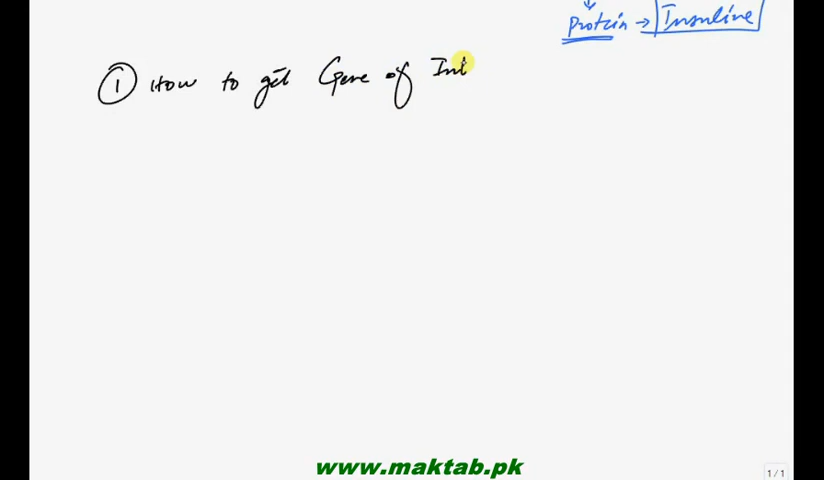 Protein → Insuline
① How to get Gene of Int
www.maktab.pk
1/1